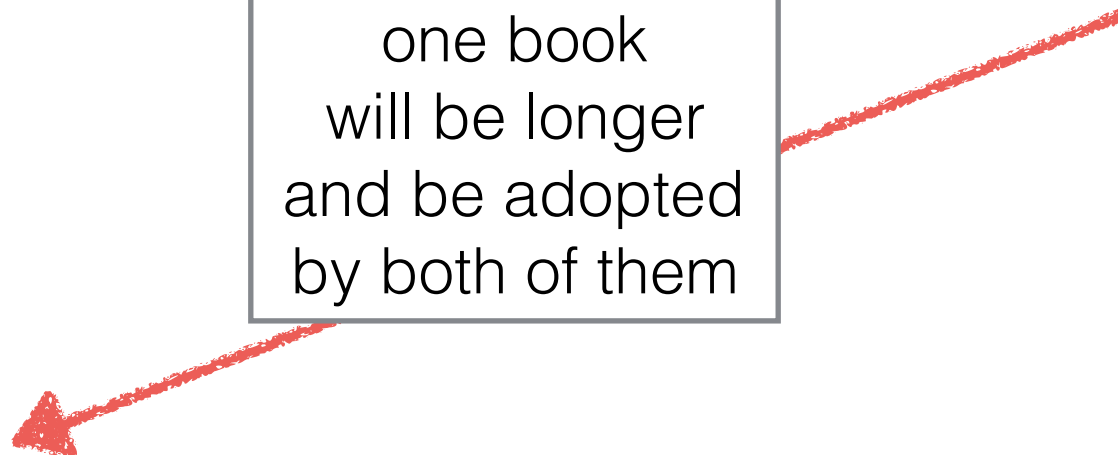 one book
will be longer
and be adopted
by both of them